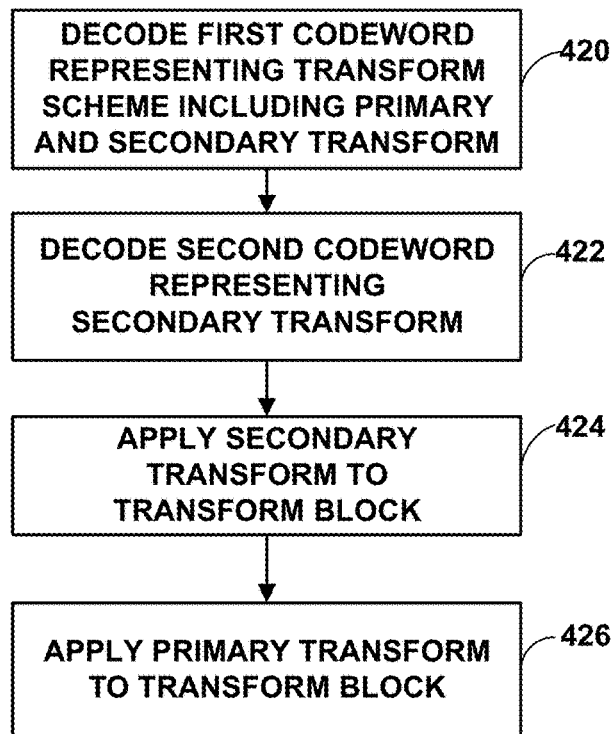 DECODE FIRST CODEWORD
REPRESENTING TRANSFORM
SCHEME INCLUDING PRIMARY
AND SECONDARY TRANSFORM
420
DECODE SECOND CODEWORD
REPRESENTING
SECONDARY TRANSFORM
422
APPLY SECONDARY
TRANSFORM TO
TRANSFORM BLOCK
424
APPLY PRIMARY TRANSFORM
TO TRANSFORM BLOCK
426